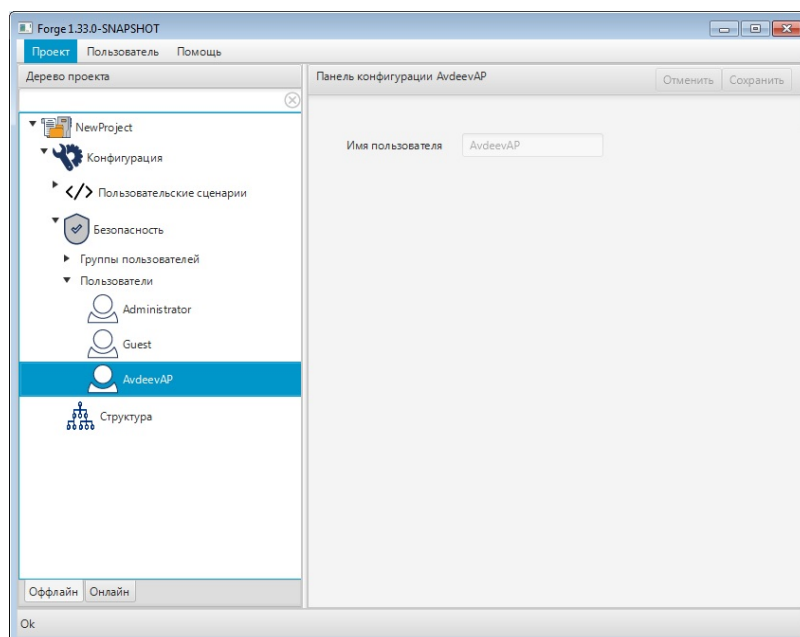 Forge 1.33.0-SNAPSHOT
Проект Пользователь Помощь
Дерево проекта
Панель конфигурации AvdeevAP
Отменить Сохранить
NewProject
Имя пользователя AvdeevAP
Конфигурация
</> Пользовательские сценарии
Безопасность
Группы пользователей
Пользователи
Administrator
Guest
AvdeevAP
Структура
Оффлайн Онлайн
Ok